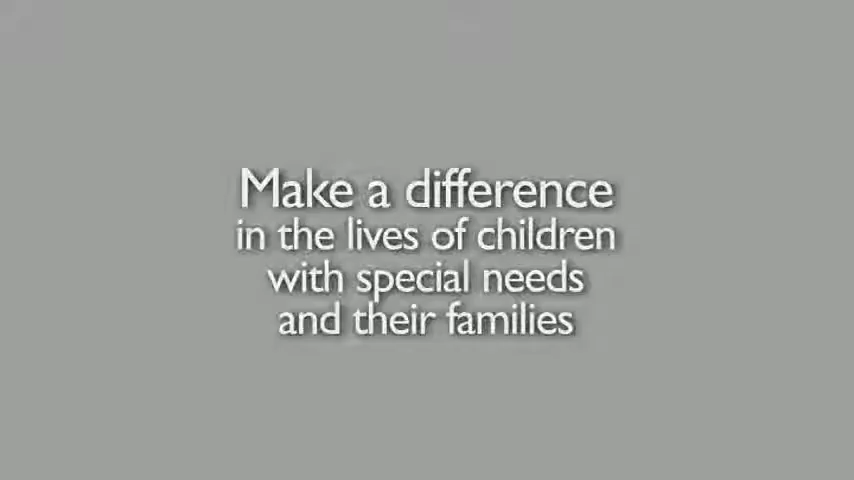 Make a difference
in the lives of children
with special needs
and their families